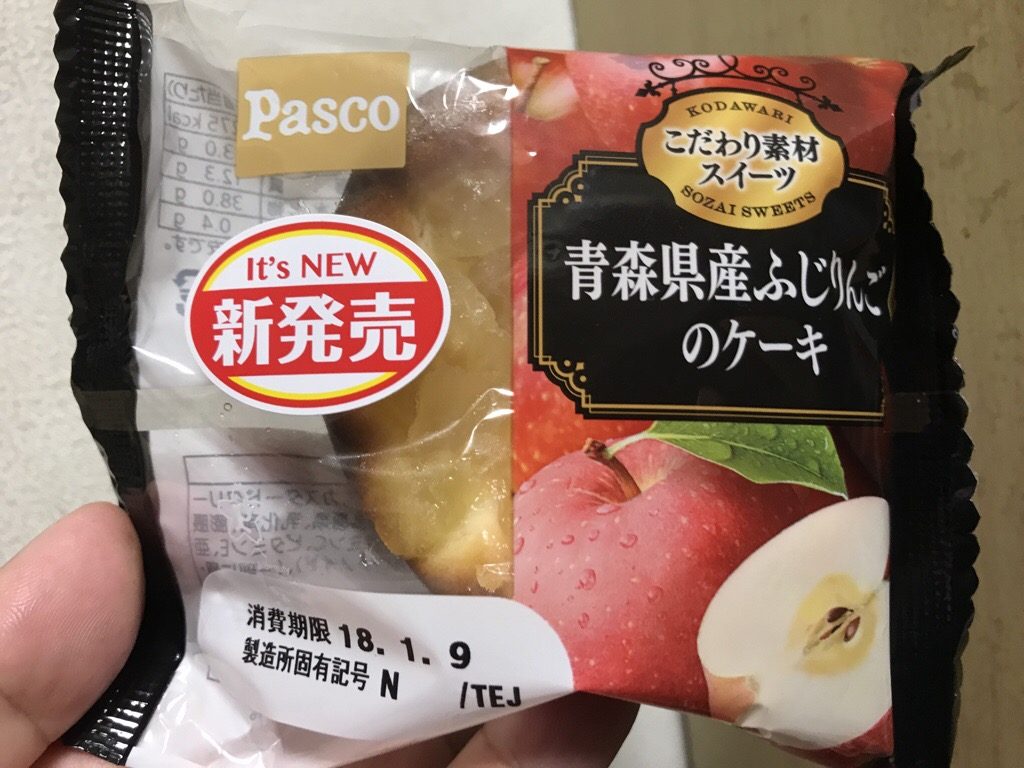 Pasco
It's NEW
新発売
KODAWARI
こだわり素材
スイーツ
SOZAI SWEETS
青森県産ふじりんご
のケーキ
消費期限 18. 1. 9
製造所固有記号 N /TEJ